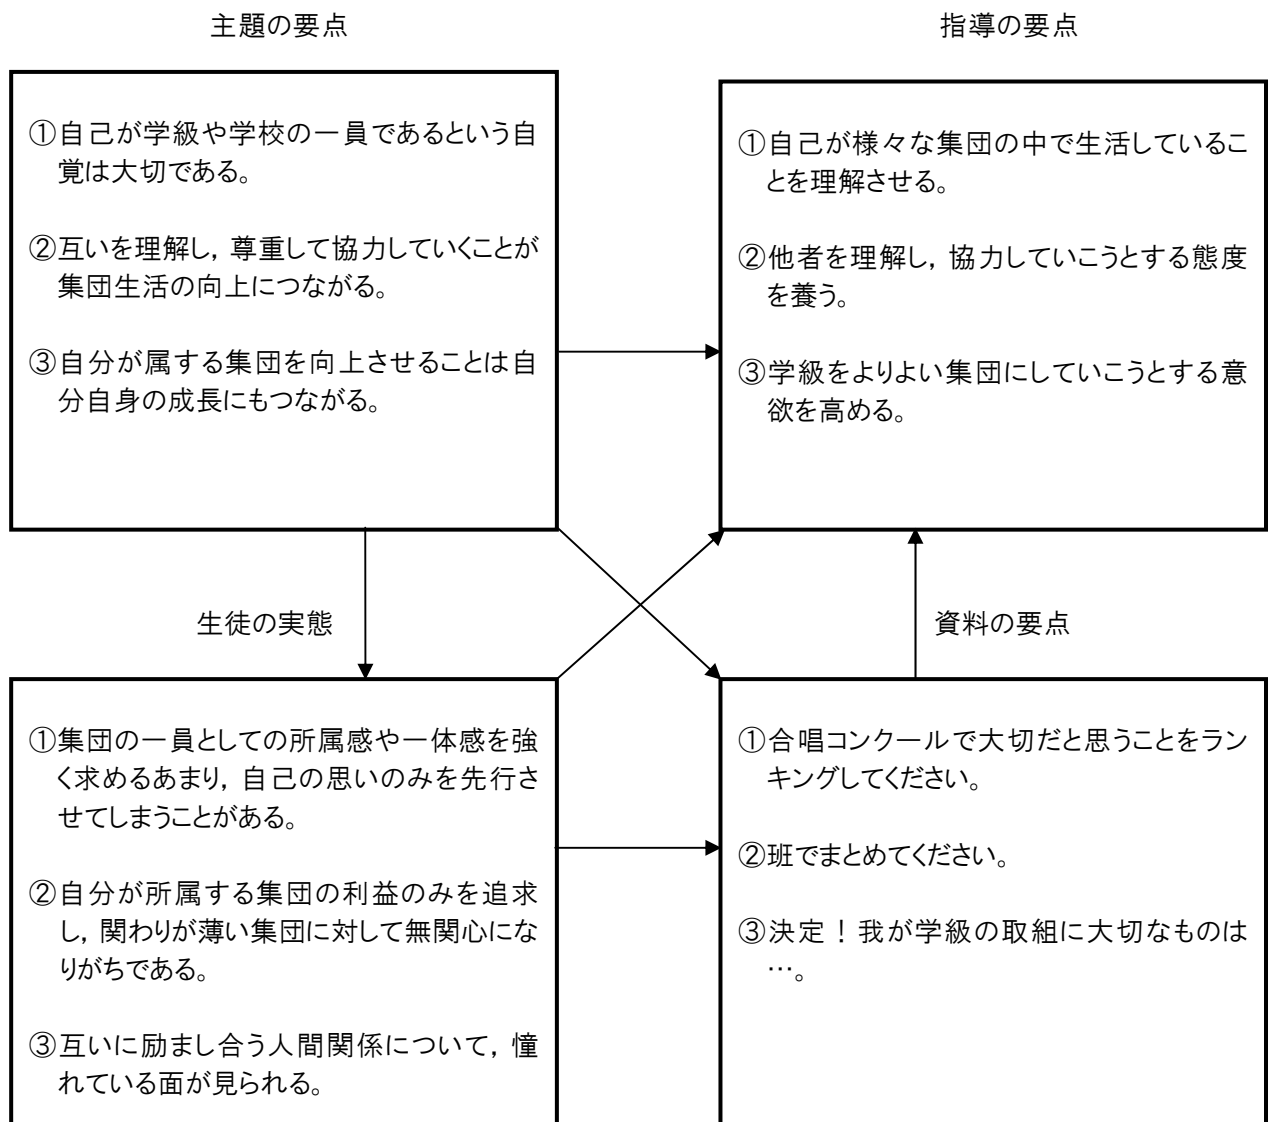 主題の要点
①自己が学級や学校の一員であるという自
覚は大切である。
②互いを理解し，尊重して協力していくことが
集団生活の向上につながる。
③自分が属する集団を向上させることは自
分自身の成長にもつながる。
指導の要点
①自己が様々な集団の中で生活しているこ
とを理解させる。
②他者を理解し，協力していこうとする態度
を養う。
③学級をよりよい集団にしていこうとする意
欲を高める。
生徒の実態
①集団の一員としての所属感や一体感を強
く求めるあまり，自己の思いのみを先行さ
せてしまうことがある。
②自分が所属する集団の利益のみを追求
し，関わりが薄い集団に対して無関心にな
りがちである。
③互いに励まし合う人間関係について，憧
れている面が見られる。
資料の要点
①合唱コンクールで大切だと思うことをラン
キングしてください。
②班でまとめてください。
③決定！我が学級の取組に大切なものは
…。